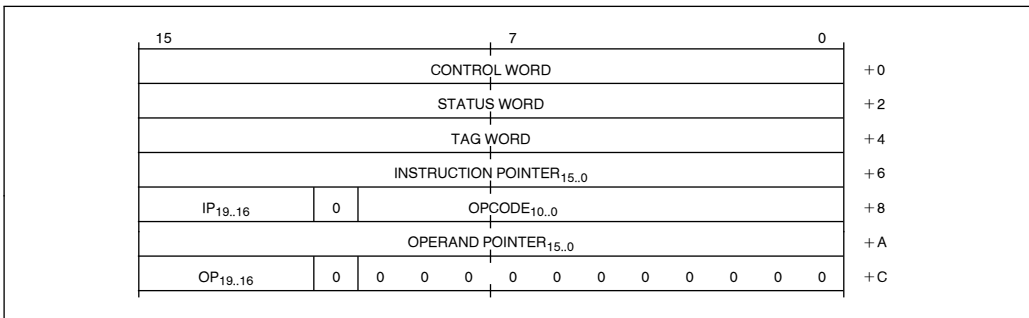 15 7 0
CONTROL WORD +0
STATUS WORD +2
TAG WORD +4
INSTRUCTION POINTER15..0 +6
IP19..16 0 OPCODE10..0 +8
OPERAND POINTER15..0 +A
OP19..16 0 0 0 0 0 0 0 0 0 0 0 0 +C